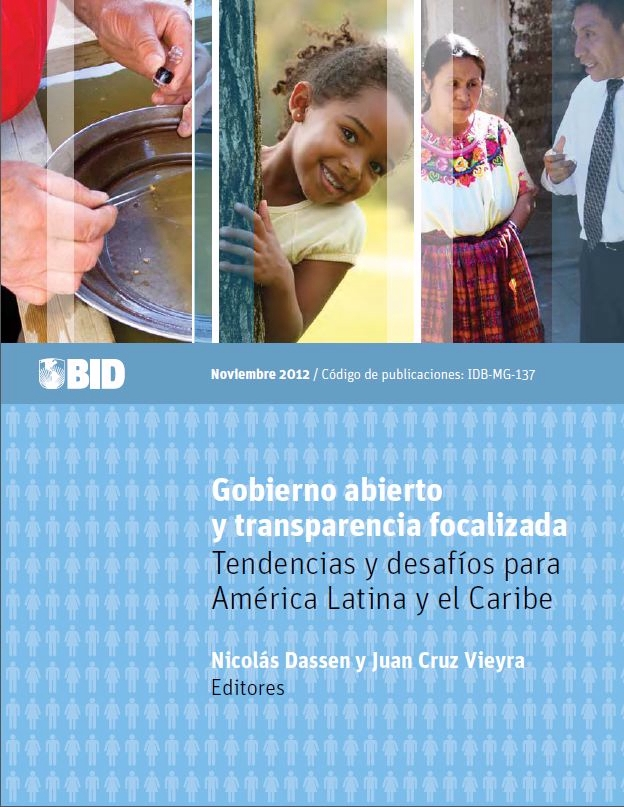 BID
Noviembre 2012 / Código de publicaciones: IDB-MG-137
Gobierno abierto
y transparencia focalizada
Tendencias y desafíos para
América Latina y el Caribe
Nicolás Dassen y Juan Cruz Vieyra
Editores